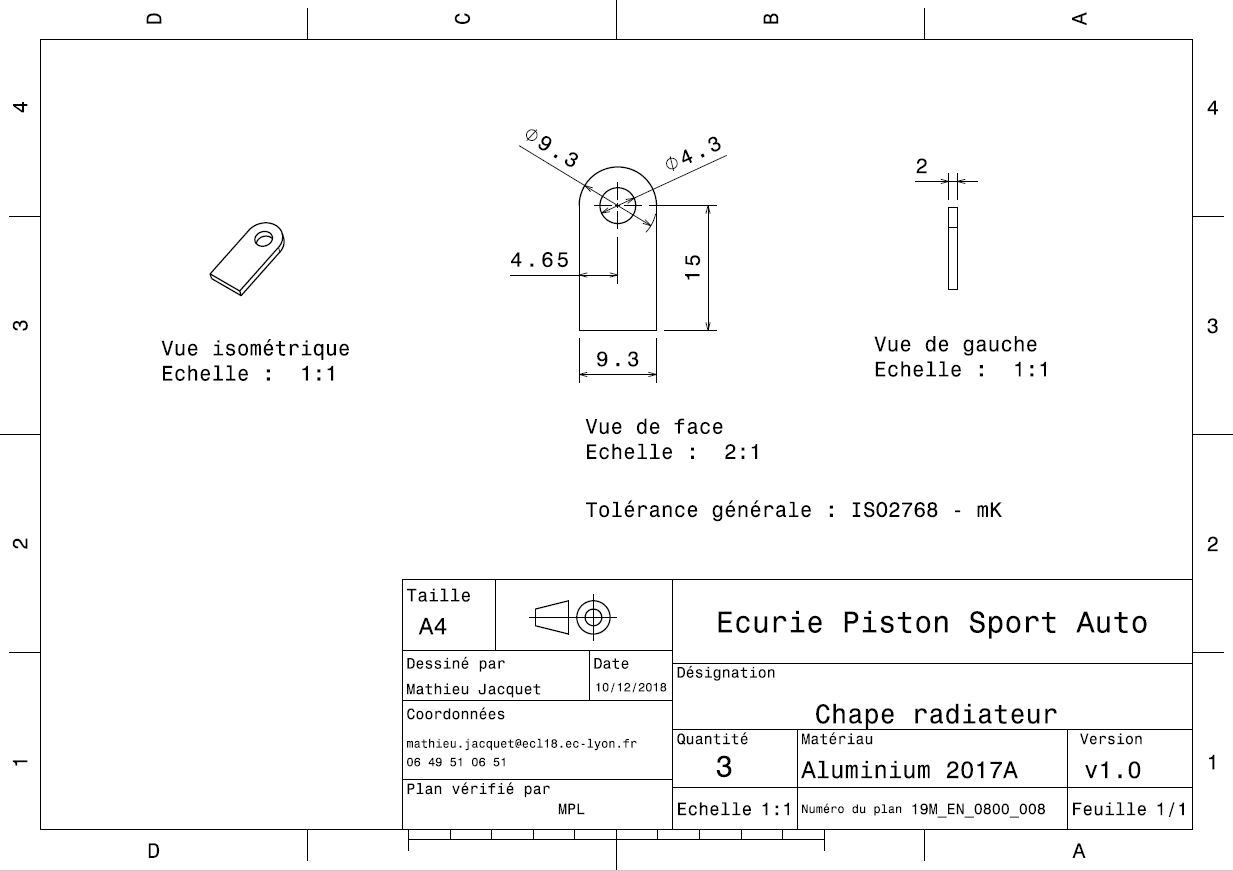 D C B A
4 4
⌀9.3
⌀4.3
2
4.65
15
9.3
3 3
Vue isométrique
Echelle : 1:1
Vue de gauche
Echelle : 1:1
Vue de face
Echelle : 2:1
Tolérance générale : ISO2768 - mK
2 2
Taille
A4
Ecurie Piston Sport Auto
Dessiné par
Mathieu Jacquet
Date
10/12/2018
Désignation
Chape radiateur
Coordonnées
mathieu.jacquet@ecl18.ec-lyon.fr
06 49 51 06 51
Quantité
3
Matériau
Aluminium 2017A
Version
v1.0
1 1
Plan vérifié par
MPL
Echelle 1:1
Numéro du plan 19M_EN_0800_008
Feuille 1/1
D A